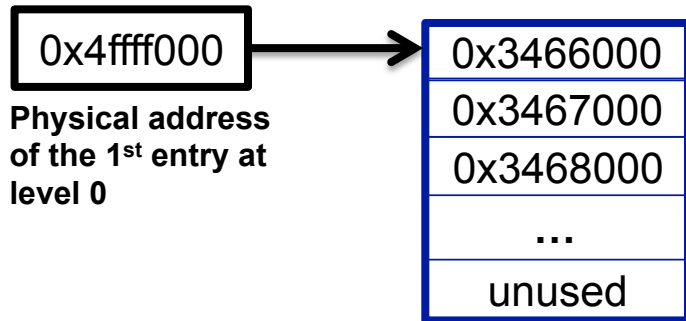 0x4ffff000
Physical address
of the 1st entry at
level 0
0x3466000
0x3467000
0x3468000
...
unused